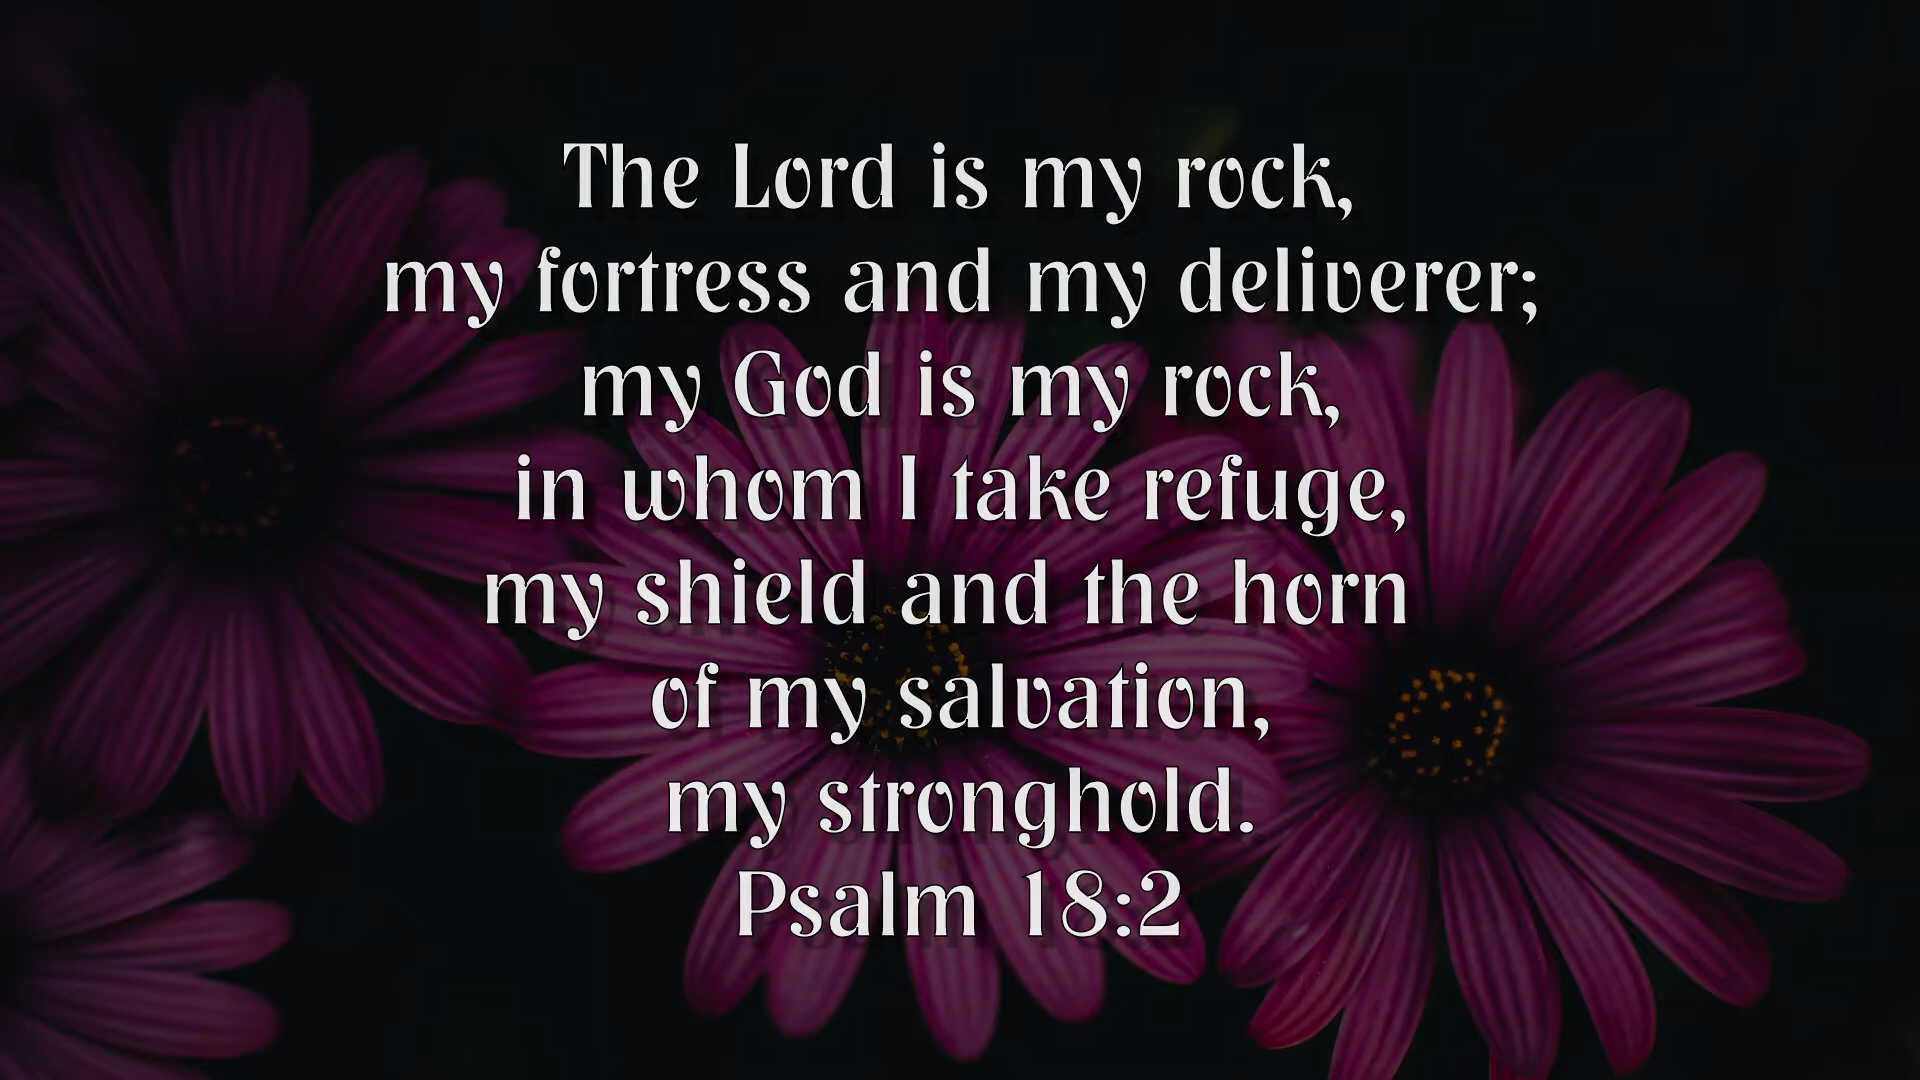 The Lord is my rock,
my fortress and my deliverer;
my God is my rock,
in whom I take refuge,
my shield and the horn
of my salvation,
my stronghold.
Psalm 18:2